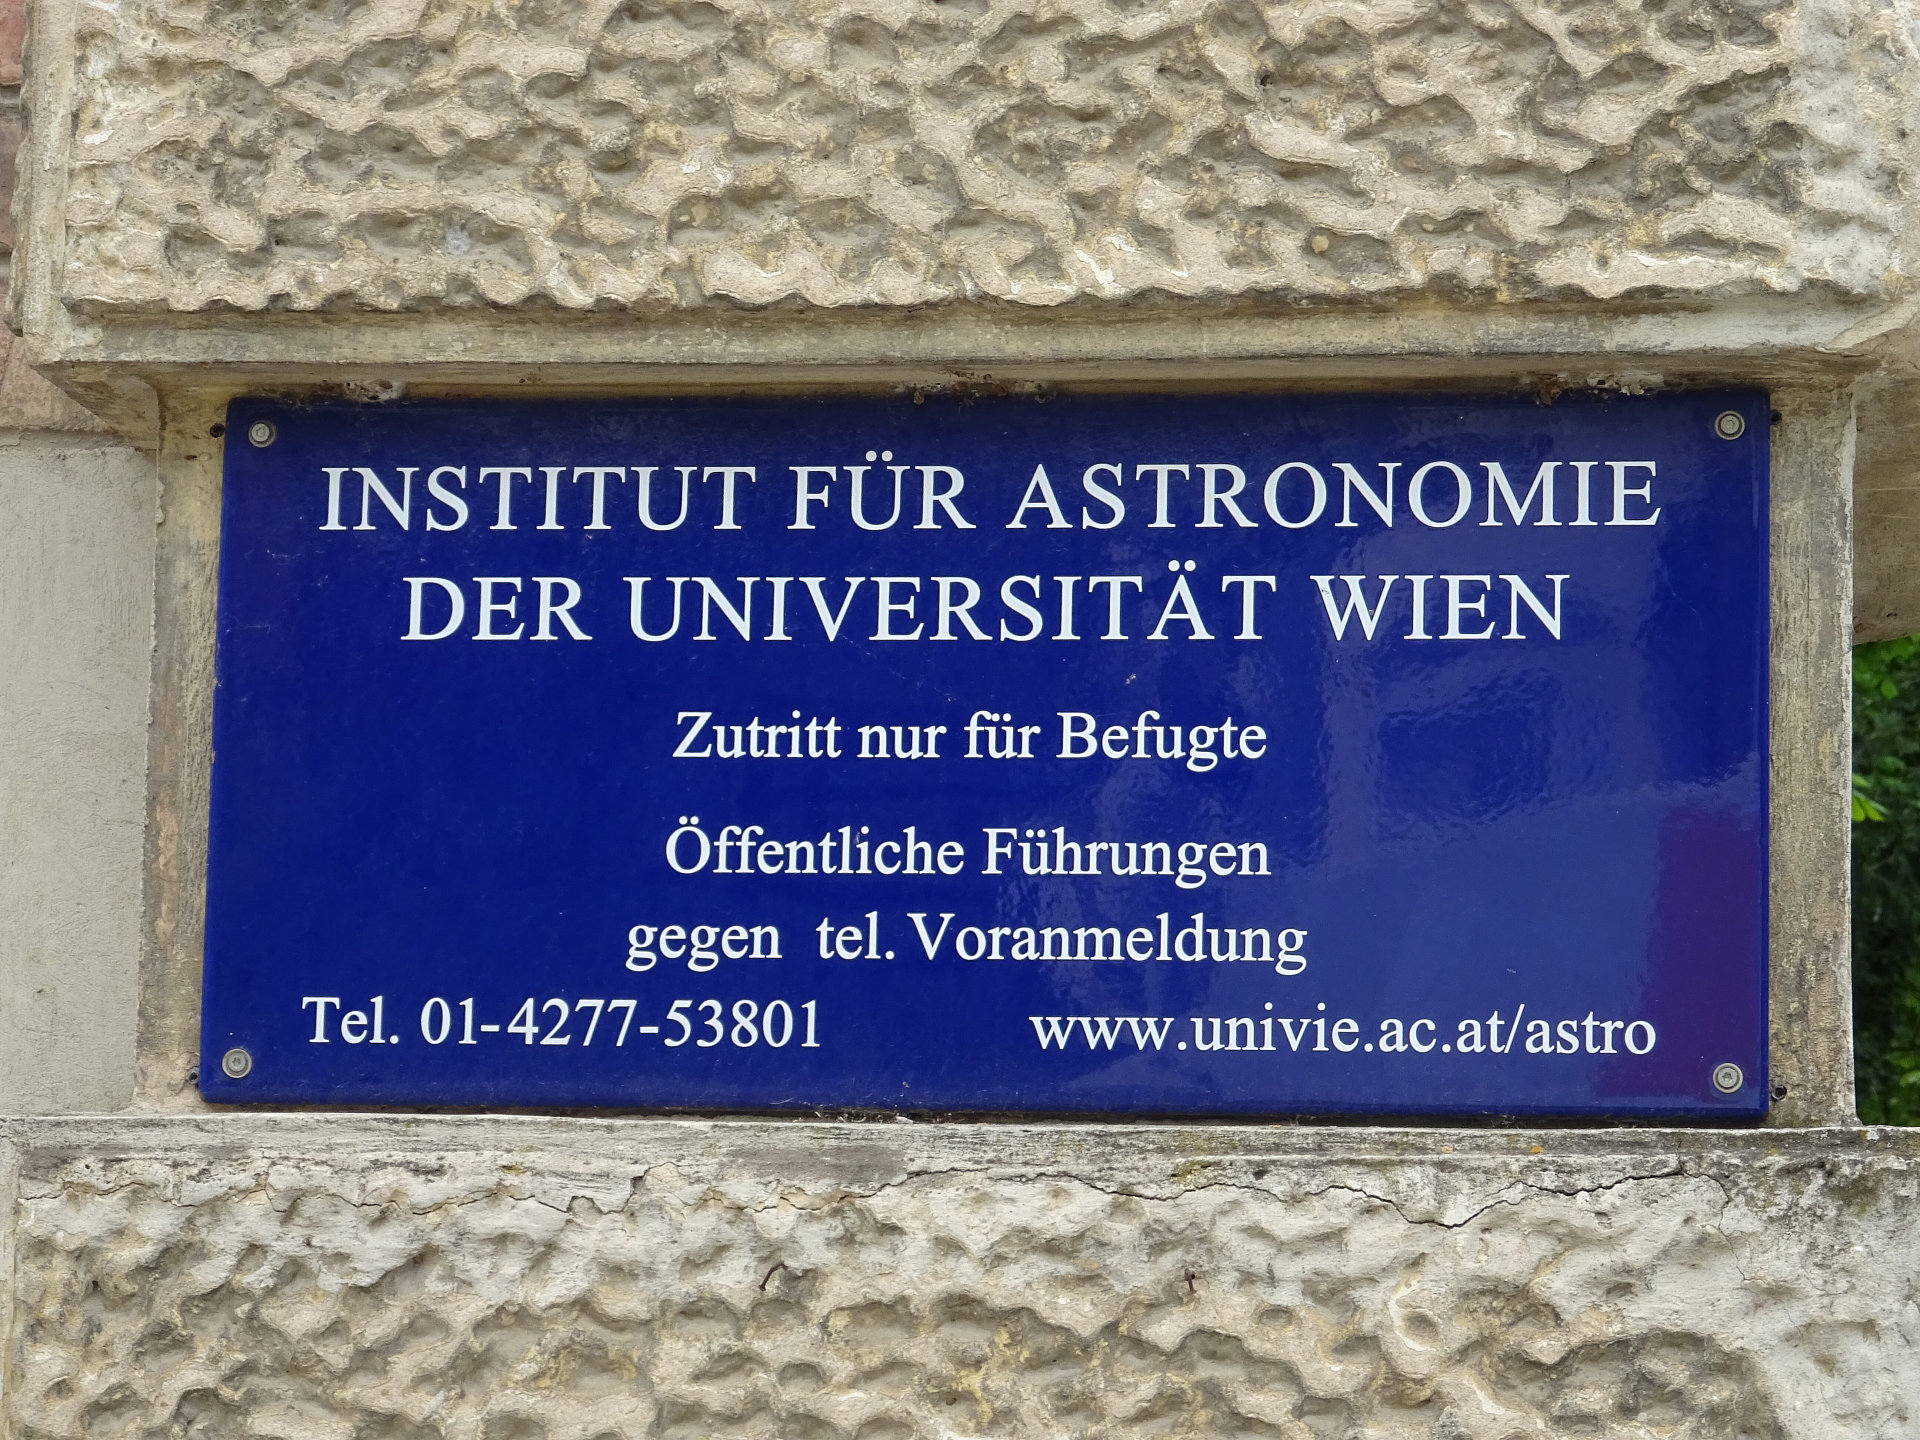 INSTITUT FÜR ASTRONOMIE
DER UNIVERSITÄT WIEN
Zutritt nur für Befugte
Öffentliche Führungen
gegen tel. Voranmeldung
Tel. 01-4277-53801 www.univie.ac.at/astro